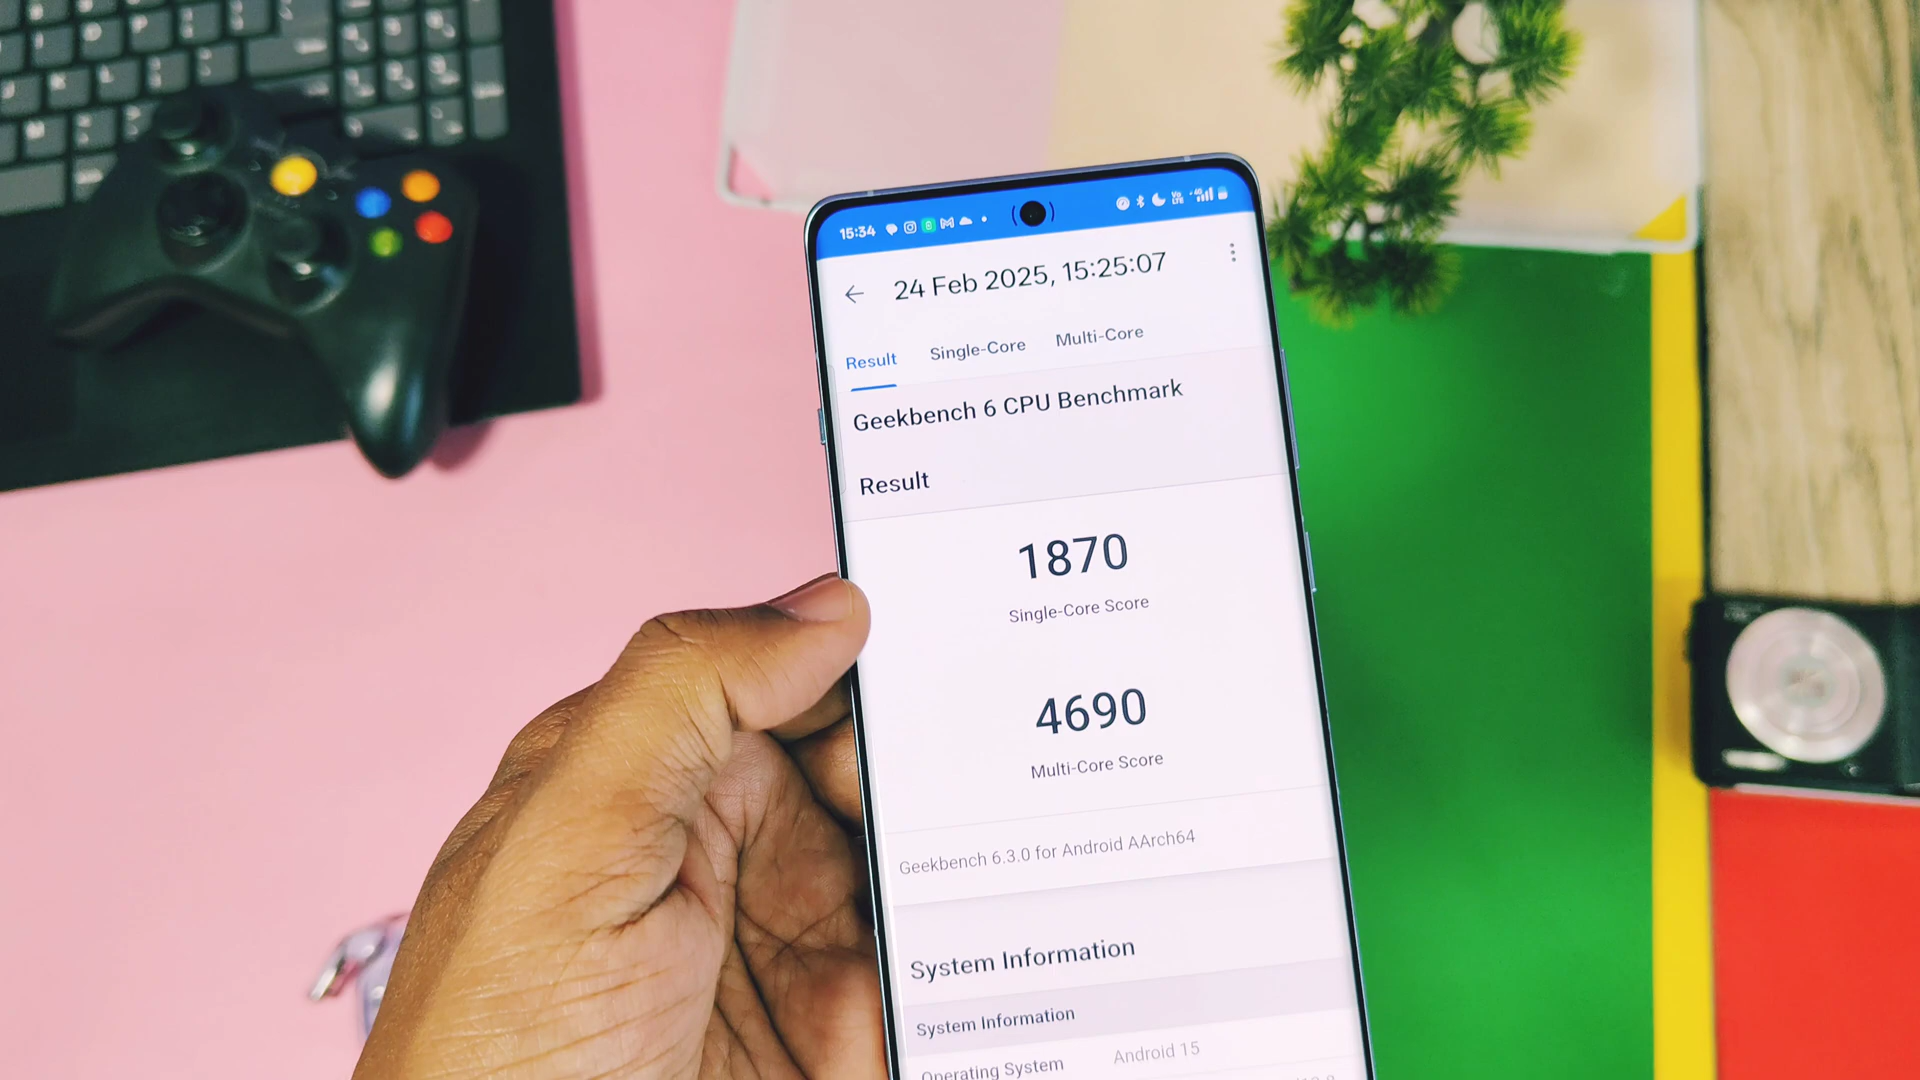 15:34
24 Feb 2025, 15:25:07
Result Single-Core Multi-Core
Geekbench 6 CPU Benchmark
Result
1870
Single-Core Score
4690
Multi-Core Score
Geekbench 6.3.0 for Android AArch64
System Information
System Information
Operating System Android 15